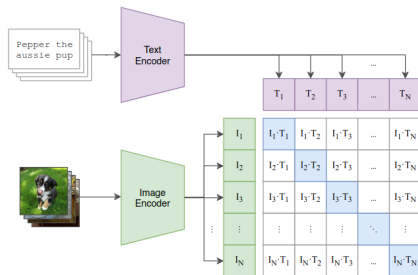 Pepper the
aussie pup
Text
Encoder
...
T1 T2 T3 ... TN
Image
Encoder
I1 I1·T1 I1·T2 I1·T3 ... I1·TN
I2 I2·T1 I2·T2 I2·T3 ... I2·TN
I3 I3·T1 I3·T2 I3·T3 ... I3·TN
⋮ ⋮ ⋮ ⋮ ⋮ ⋱ ⋮
IN IN·T1 IN·T2 IN·T3 ... IN·TN